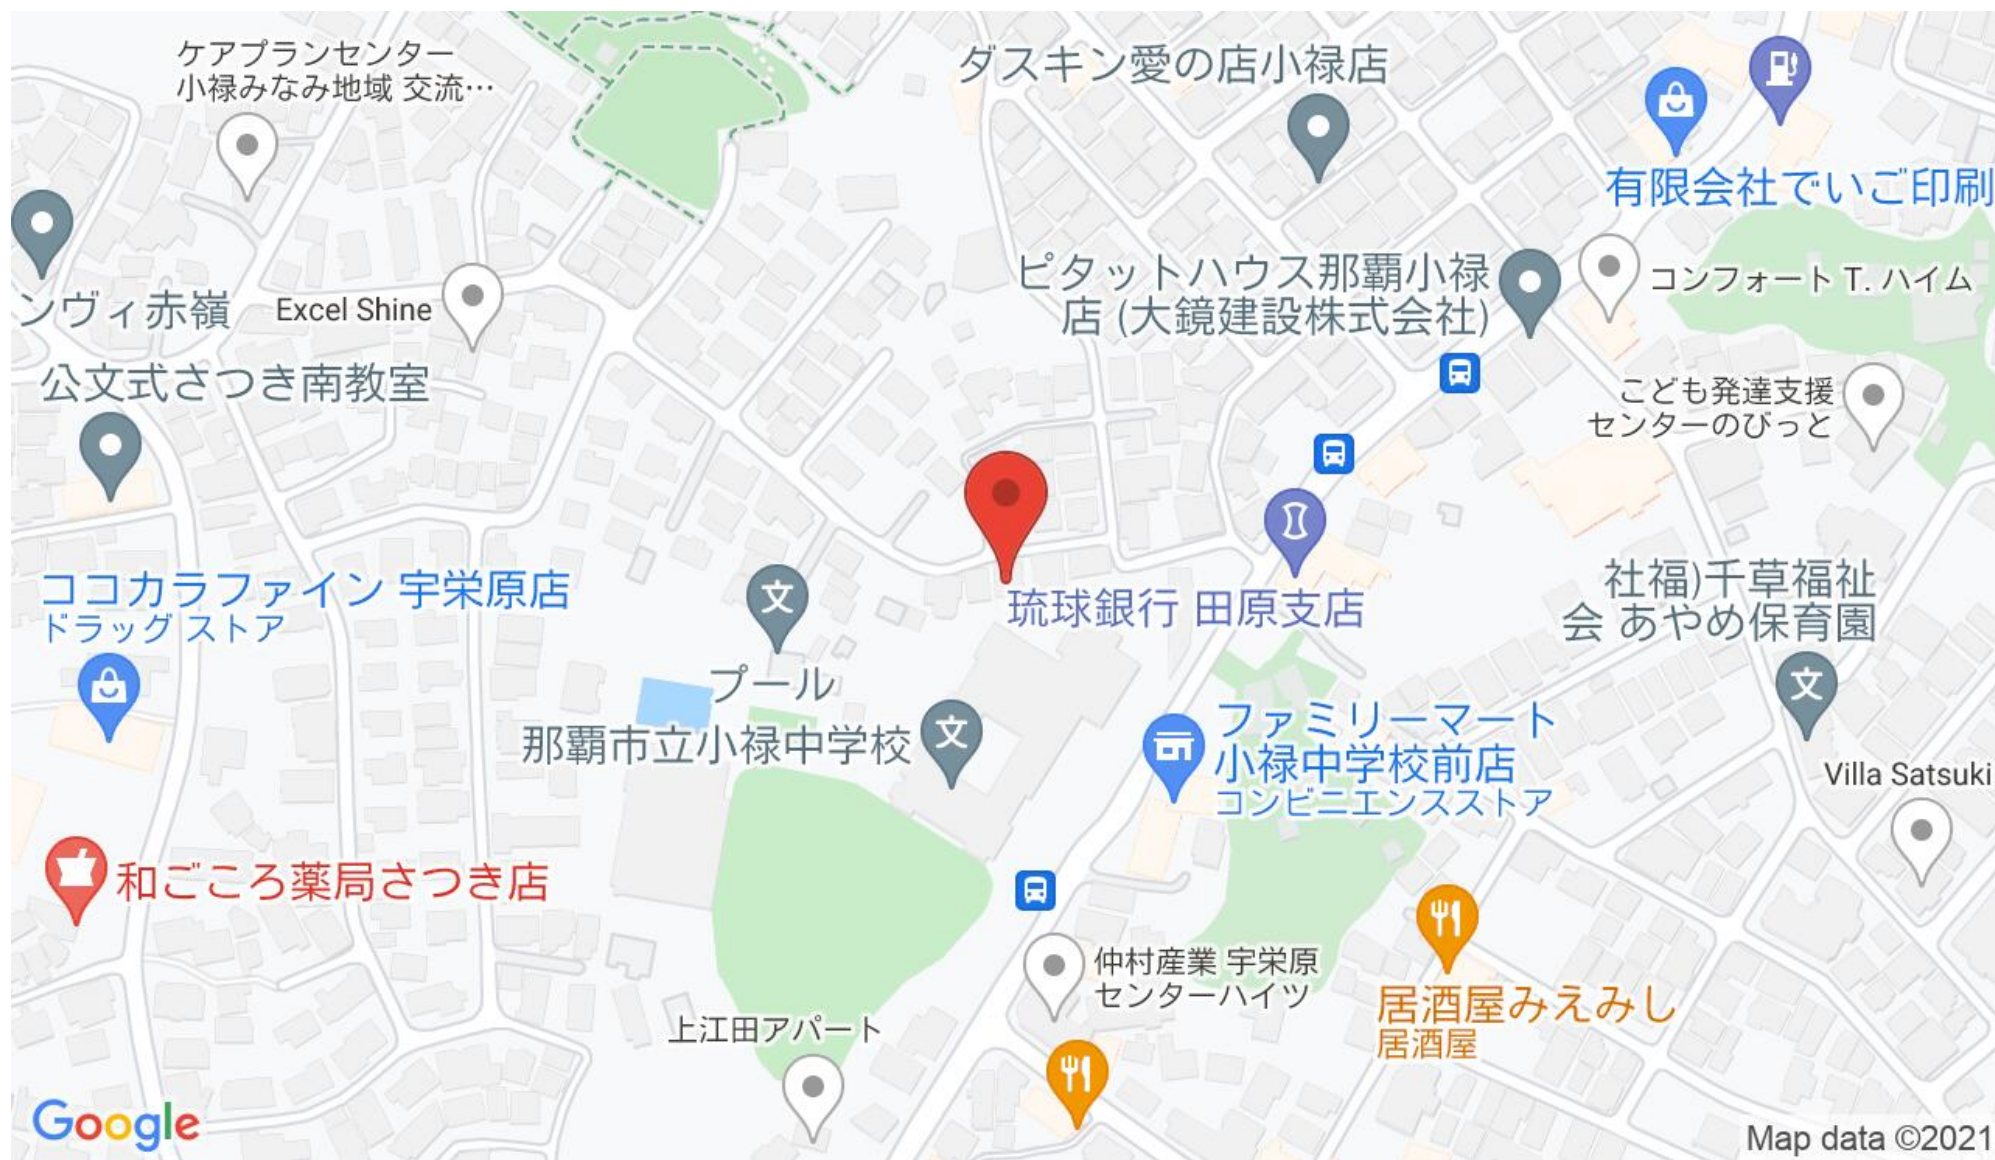 ケアプランセンター
小禄みなみ地域 交流…
ダスキン愛の店小禄店
有限会社でいご印刷
ンヴィ赤嶺
Excel Shine
ピタットハウス那覇小禄
店 (大鏡建設株式会社)
コンフォート T. ハイム
公文式さつき南教室
こども発達支援
センターのびっと
ココカラファイン 宇栄原店
ドラッグ ストア
文
琉球銀行 田原支店
社福)千草福祉
会 あやめ保育園
文
プール
那覇市立小禄中学校
文
ファミリーマート
小禄中学校前店
コンビニエンスストア
Villa Satsuki
和ごころ薬局さつき店
仲村産業 宇栄原
センターハイツ
居酒屋みえみし
居酒屋
上江田アパート
Google
Map data ©2021